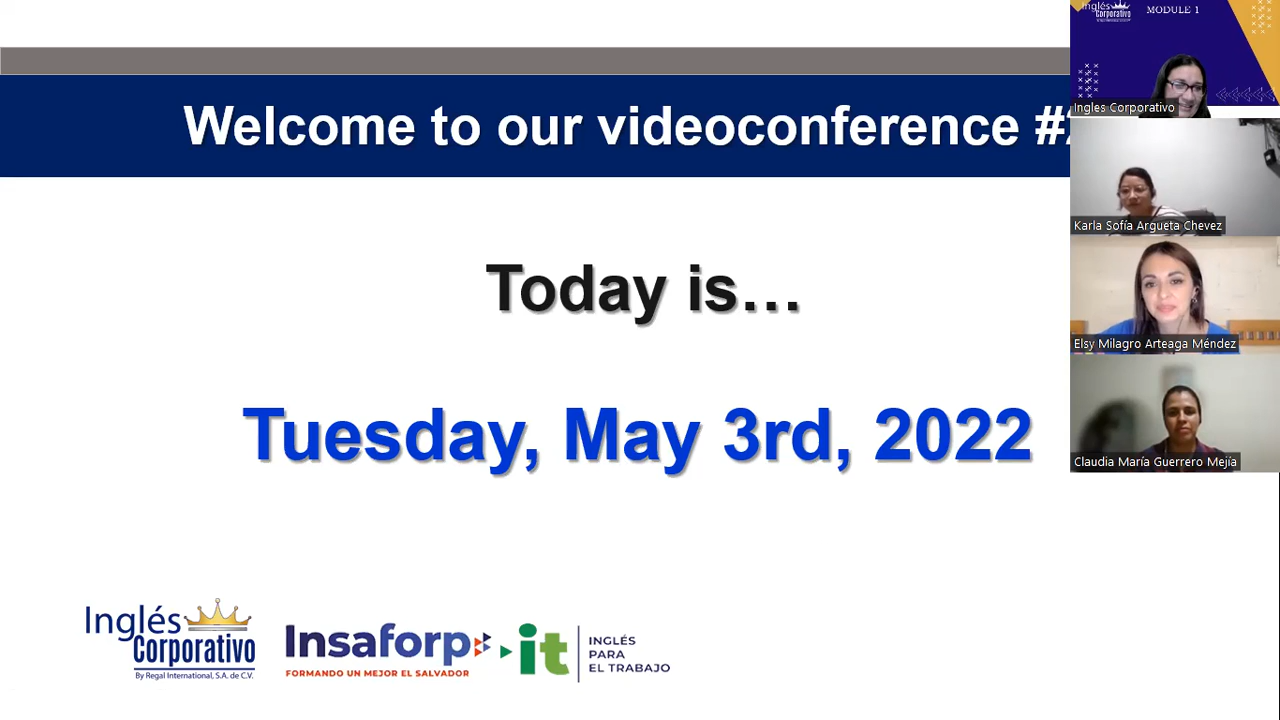 Welcome to our videoconference #2
Today is…
Tuesday, May 3rd, 2022
Inglés
Corporativo
By Regal International, S.A. de C.V.
Insaforp
FORMANDO UN MEJOR EL SALVADOR
it
INGLÉS
PARA
EL TRABAJO
Inglés
Corporativo
MODULE 1
Ingles Corporativo
Karla Sofía Argueta Chevez
Elsy Milagro Arteaga Méndez
Claudia María Guerrero Mejía